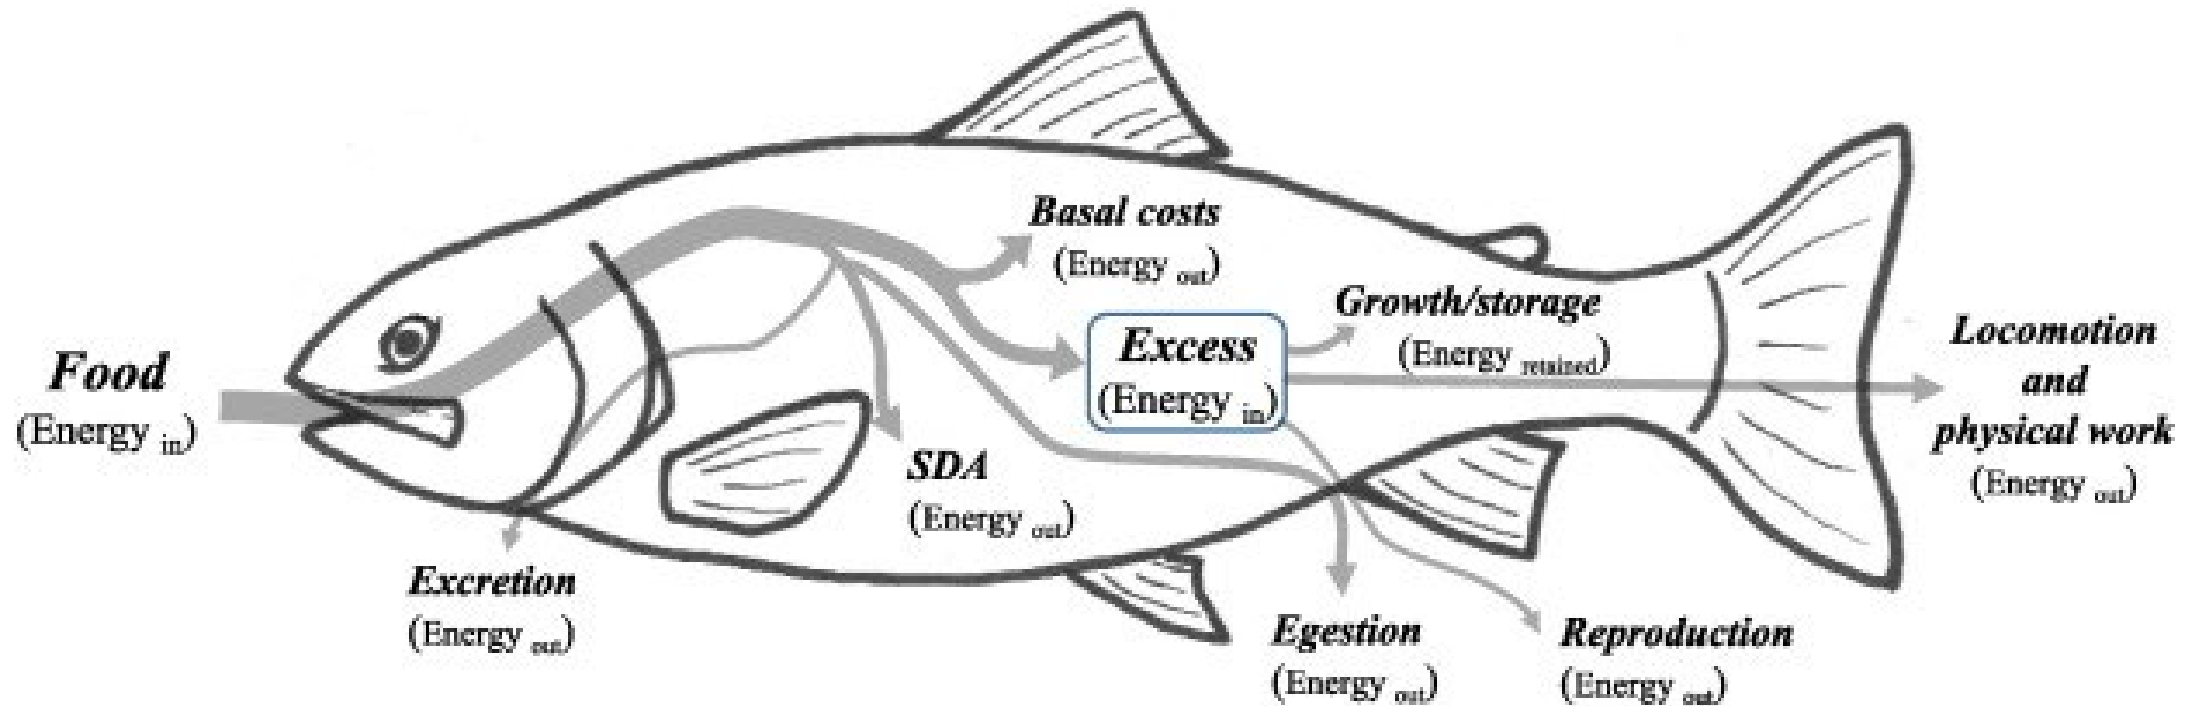 Food
(Energy in)
Basal costs
(Energy out)
Excess
(Energy in)
Growth/storage
(Energy retained)
Locomotion
and
physical work
(Energy out)
SDA
(Energy out)
Excretion
(Energy out)
Egestion
(Energy out)
Reproduction
(Energy out)